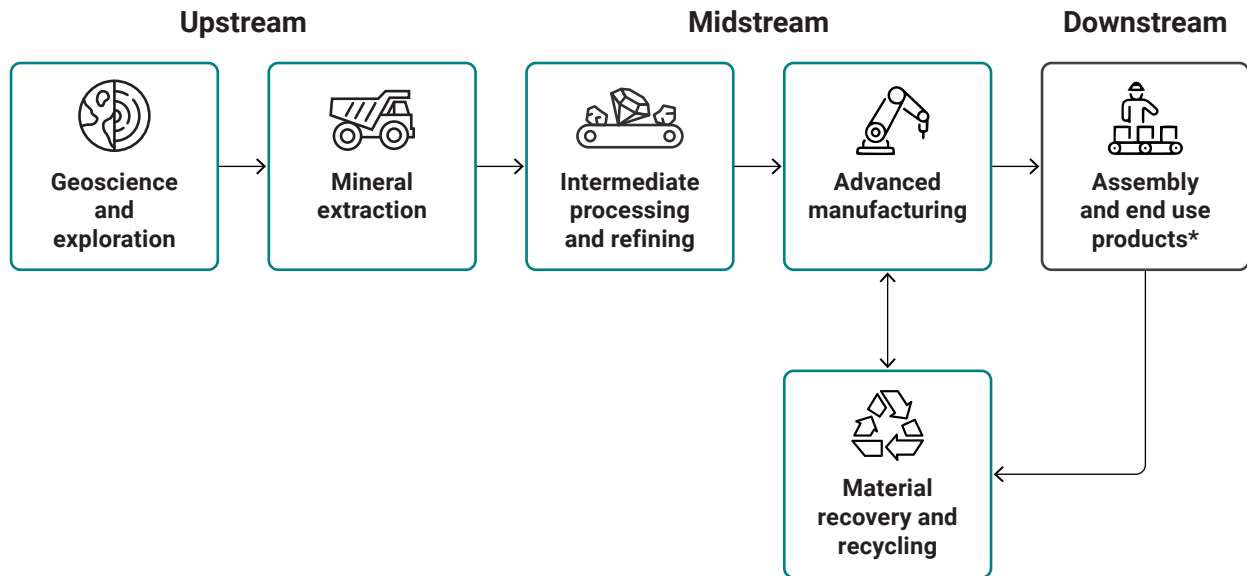 Upstream
Midstream
Downstream
Geoscience
and
exploration
Mineral
extraction
Intermediate
processing
and refining
Advanced
manufacturing
Assembly
and end use
products*
Material
recovery and
recycling